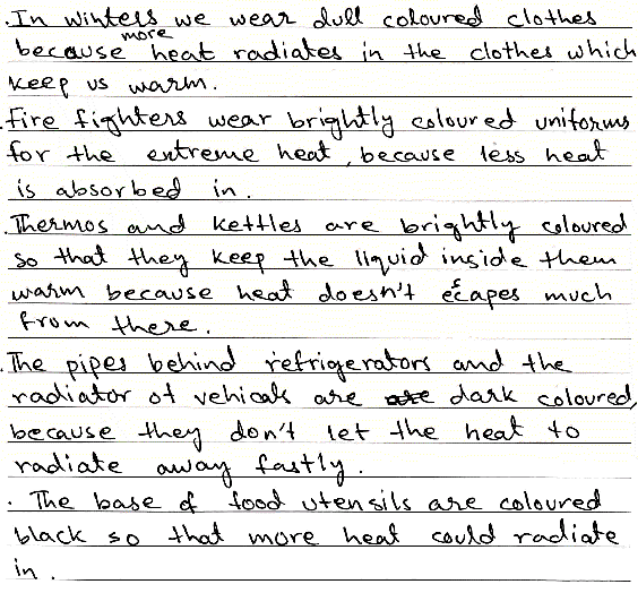 . In winters we wear dull coloured clothes
because more heat radiates in the clothes which
keep us warm.
. Fire fighters wear brightly coloured uniforms
for the extreme heat, because less heat
is absorbed in.
. Thermos and kettles are brightly coloured
so that they keep the liquid inside them
warm because heat doesn't escapes much
from there.
. The pipes behind refrigerators and the
radiator of vehicals are dark coloured,
because they don't let the heat to
radiate away fastly.
. The base of food utensils are coloured
black so that more heat could radiate
in.